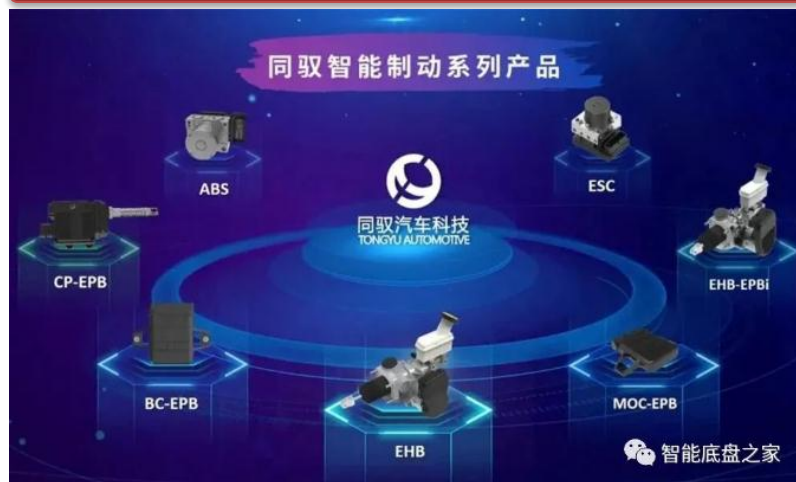 同驭智能制动系列产品
ABS
ESC
同驭汽车科技
TONGYU AUTOMOTIVE
CP-EPB
EHB-EPBi
BC-EPB
MOC-EPB
EHB
智能底盘之家